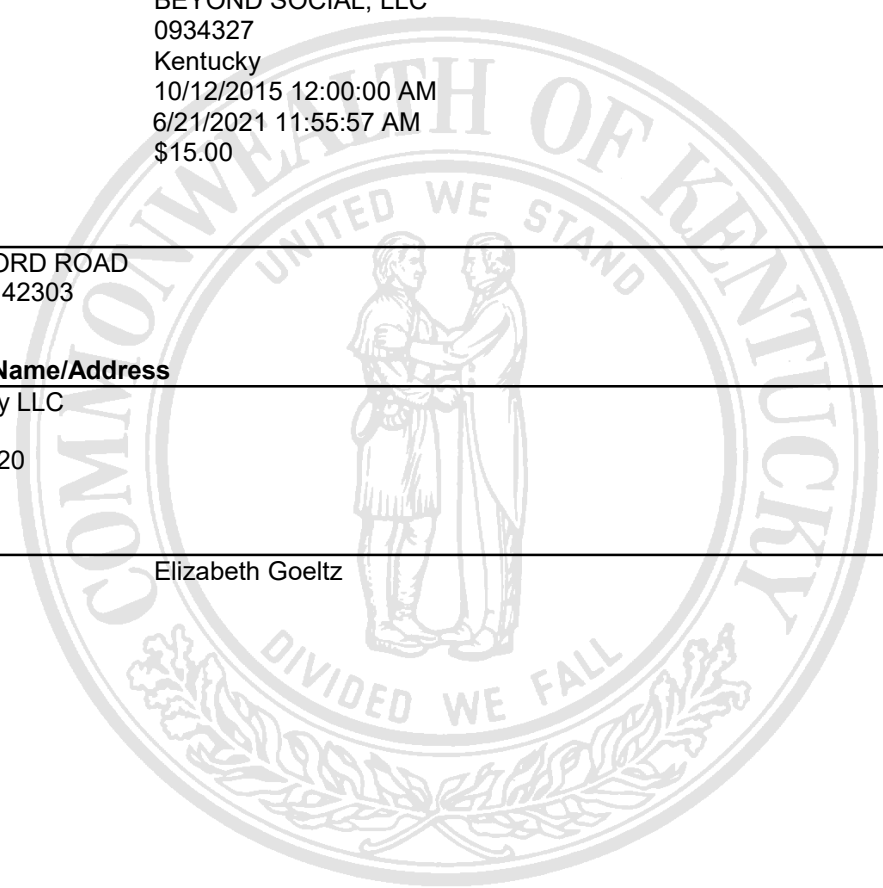 BEYOND SOCIAL, LLC
0934327
Kentucky
10/12/2015 12:00:00 AM
6/21/2021 11:55:57 AM
$15.00
ORD ROAD
42303
Name/Address
y LLC
20
Elizabeth Goeltz
COMMONWEALTH OF KENTUCKY
UNITED WE STAND
DIVIDED WE FALL